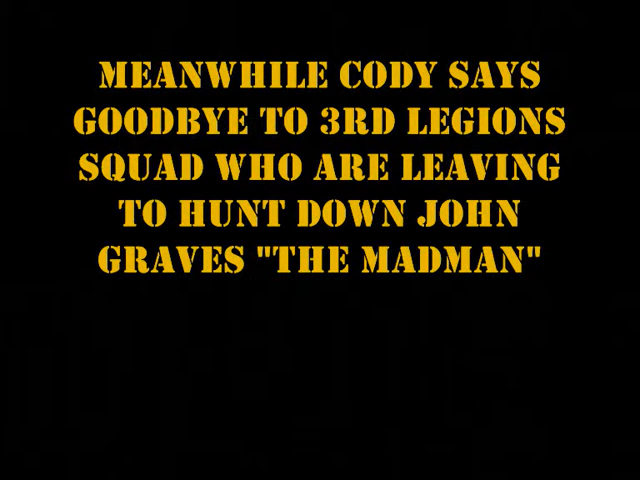 MEANWHILE CODY SAYS
GOODBYE TO 3RD LEGIONS
SQUAD WHO ARE LEAVING
TO HUNT DOWN JOHN
GRAVES "THE MADMAN"